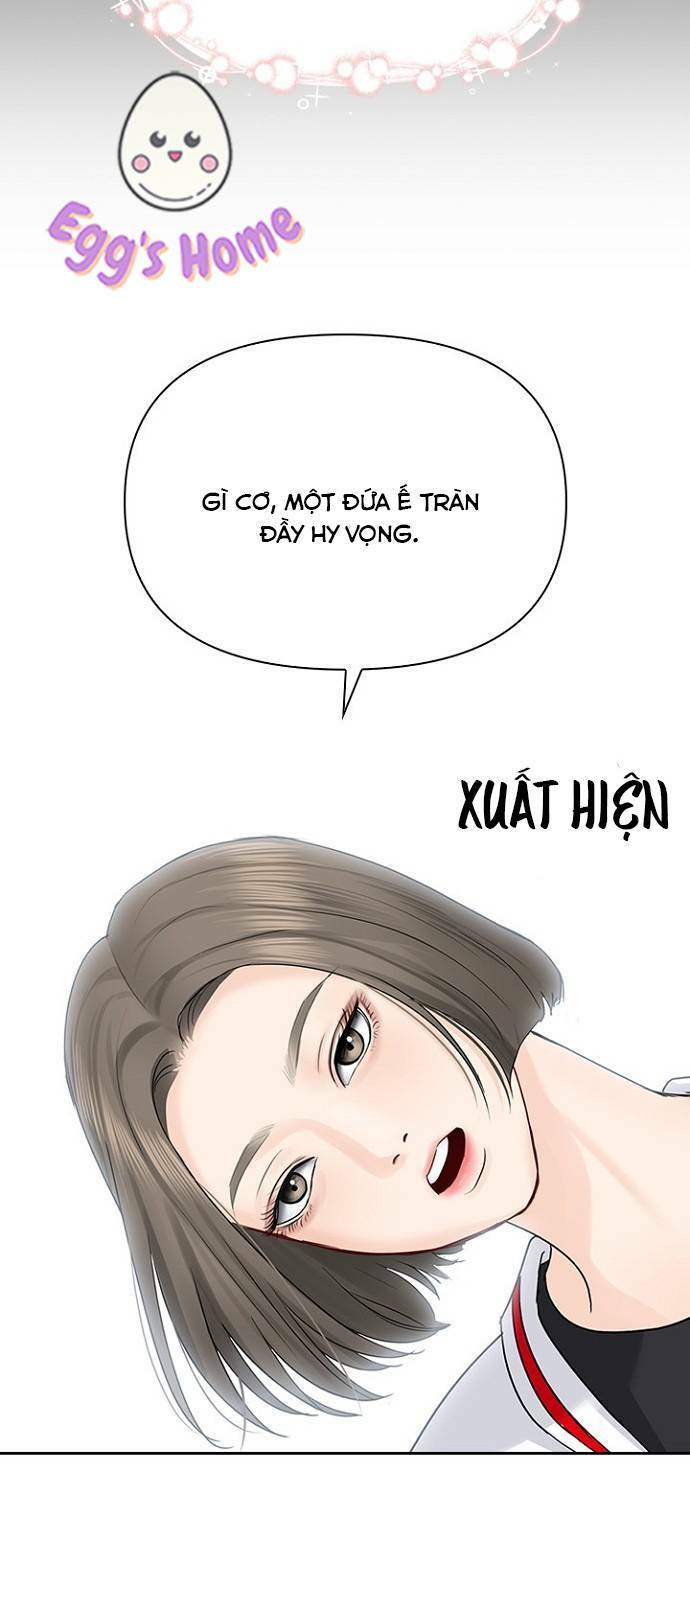 Egg's Home
GÌ CƠ, MỘT ĐỨA Ế TRÀN
ĐẦY HY VỌNG.
XUẤT HIỆN